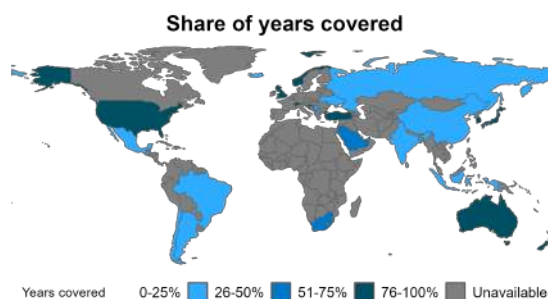 Share of years covered
Years covered 0-25% 26-50% 51-75% 76-100% Unavailable